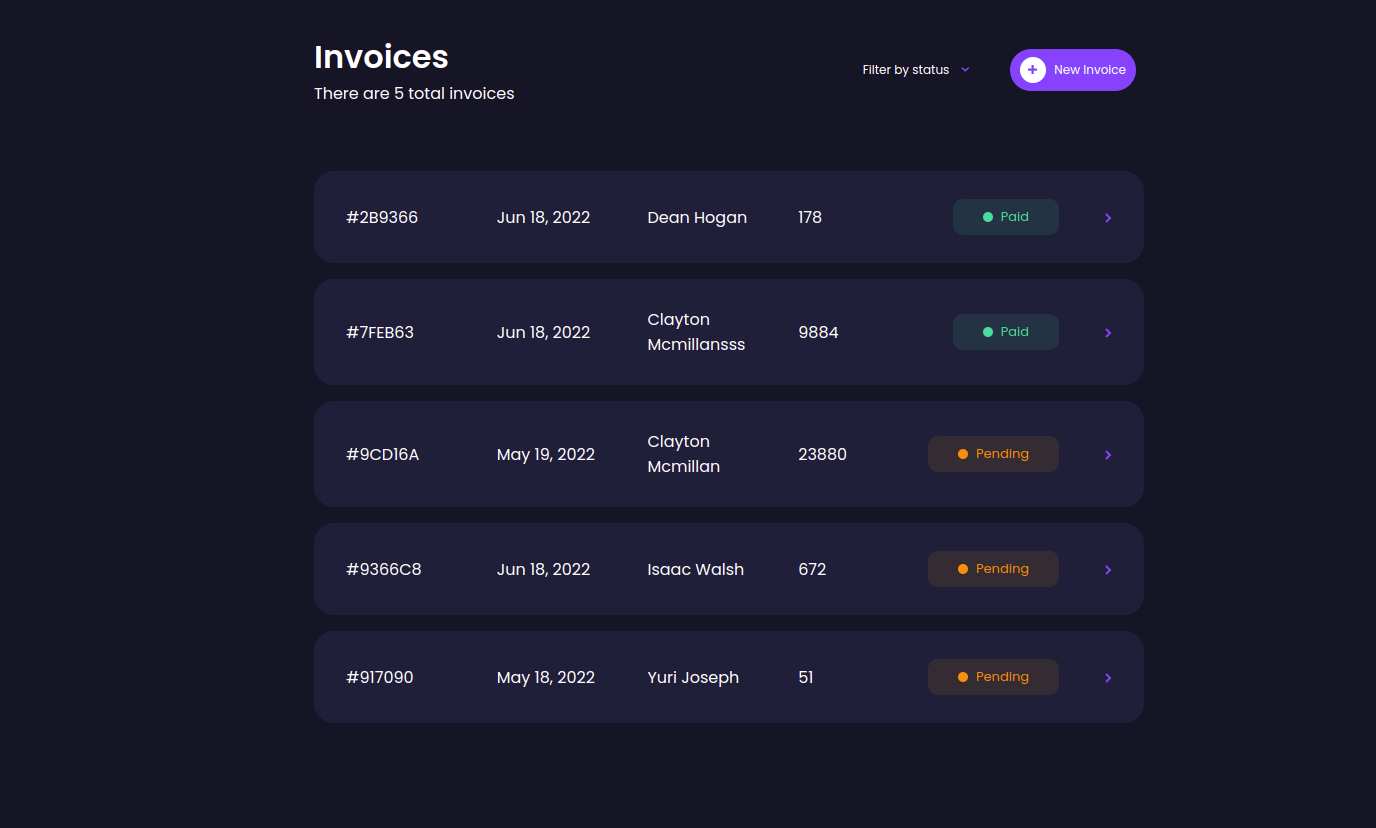 Invoices
There are 5 total invoices
Filter by status
New Invoice
#2B9366 Jun 18, 2022 Dean Hogan 178 Paid
#7FEB63 Jun 18, 2022 Clayton Mcmillansss 9884 Paid
#9CD16A May 19, 2022 Clayton Mcmillan 23880 Pending
#9366C8 Jun 18, 2022 Isaac Walsh 672 Pending
#917090 May 18, 2022 Yuri Joseph 51 Pending